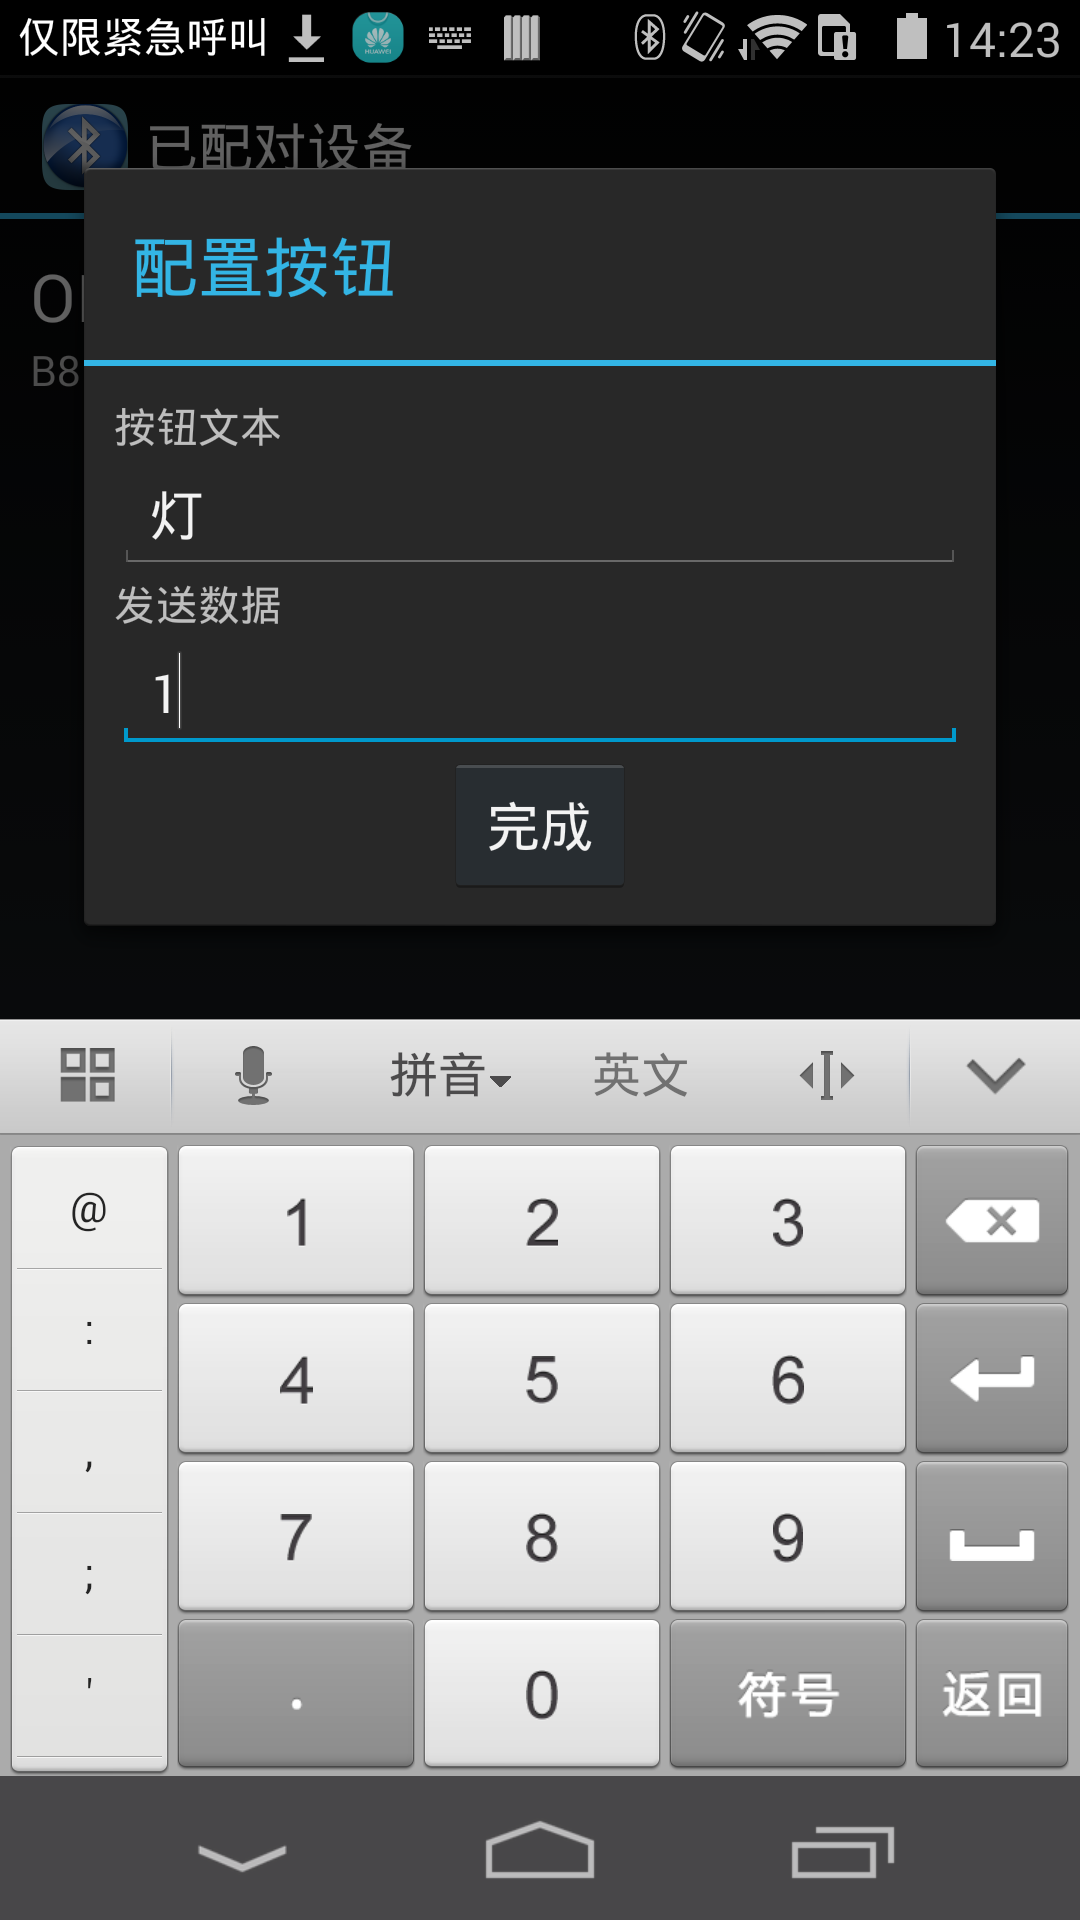 仅限紧急呼叫 14:23
已配对设备
配置按钮
B8
按钮文本
灯
发送数据
1
完成
拼音 英文
@ 1 2 3
: 4 5 6
, 7 8 9
; . 0 符号 返回
'